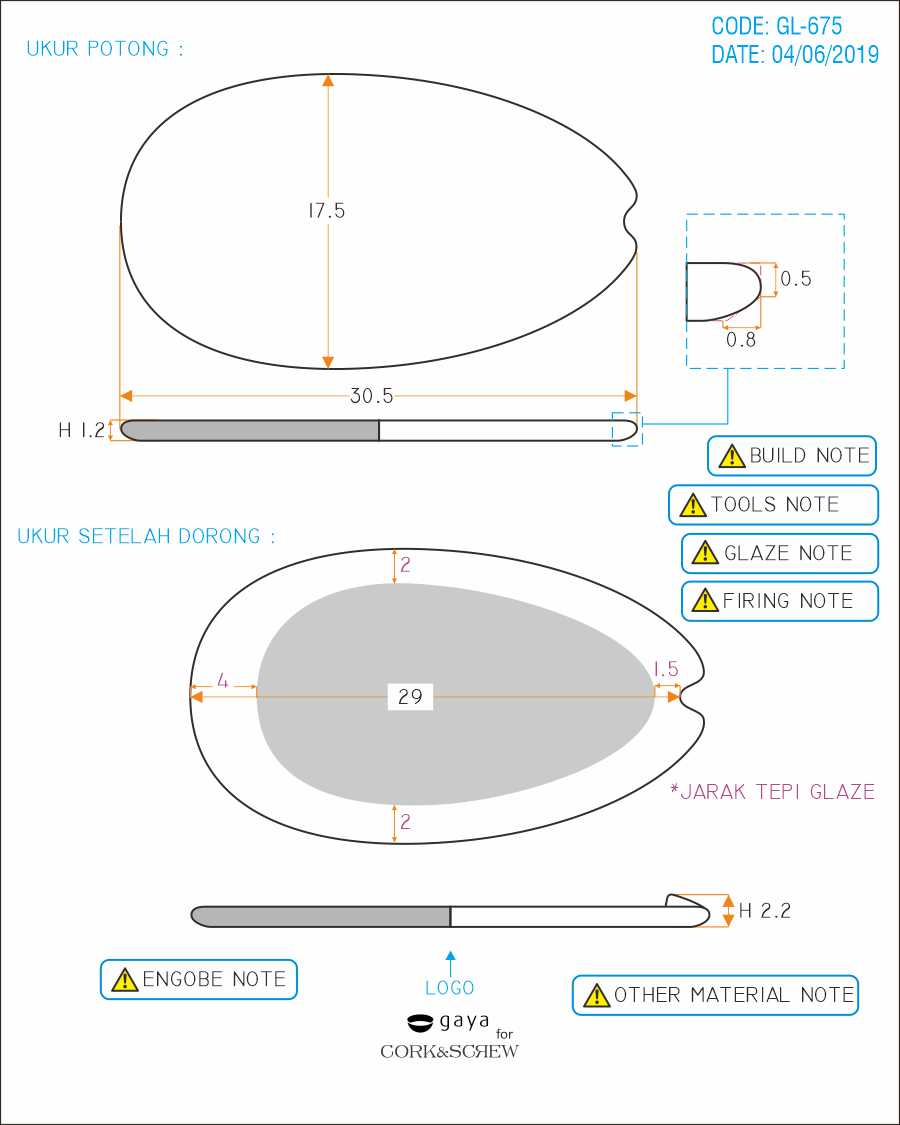 CODE: GL-675
DATE: 04/06/2019
UKUR POTONG :
17.5
0.5
0.8
30.5
H 1.2
BUILD NOTE
TOOLS NOTE
GLAZE NOTE
FIRING NOTE
UKUR SETELAH DORONG :
2
4
29
1.5
2
*JARAK TEPI GLAZE
H 2.2
ENGOBE NOTE
OTHER MATERIAL NOTE
LOGO
gaya
for
CORK&SCREW